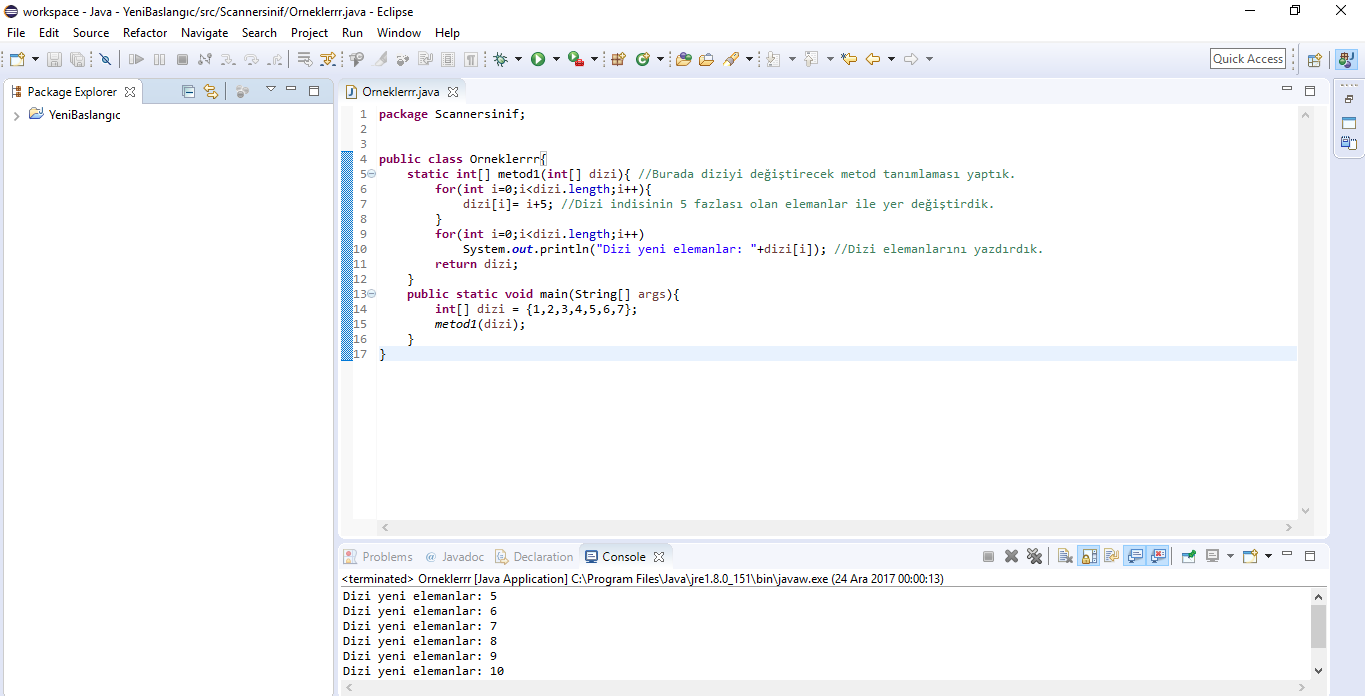 workspace - Java - YeniBaslangıc/src/Scannersinif/Orneklerrr.java - Eclipse
File Edit Source Refactor Navigate Search Project Run Window Help
Quick Access
Package Explorer
YeniBaslangıc
Orneklerrr.java
1 package Scannersinif;
2
3
4 public class Orneklerrr{
5 static int[] metod1(int[] dizi){ //Burada diziyi değiştirecek metod tanımlaması yaptık.
6 for(int i=0;i<dizi.length;i++){
7 dizi[i]= i+5; //Dizi indisinin 5 fazlası olan elemanlar ile yer değiştirdik.
8 }
9 for(int i=0;i<dizi.length;i++)
10 System.out.println("Dizi yeni elemanlar: "+dizi[i]); //Dizi elemanlarını yazdırdık.
11 return dizi;
12 }
13 public static void main(String[] args){
14 int[] dizi = {1,2,3,4,5,6,7};
15 metod1(dizi);
16 }
17 }
Problems @ Javadoc Declaration Console
<terminated> Orneklerrr [Java Application] C:\Program Files\Java\jre1.8.0_151\bin\javaw.exe (24 Ara 2017 00:00:13)
Dizi yeni elemanlar: 5
Dizi yeni elemanlar: 6
Dizi yeni elemanlar: 7
Dizi yeni elemanlar: 8
Dizi yeni elemanlar: 9
Dizi yeni elemanlar: 10